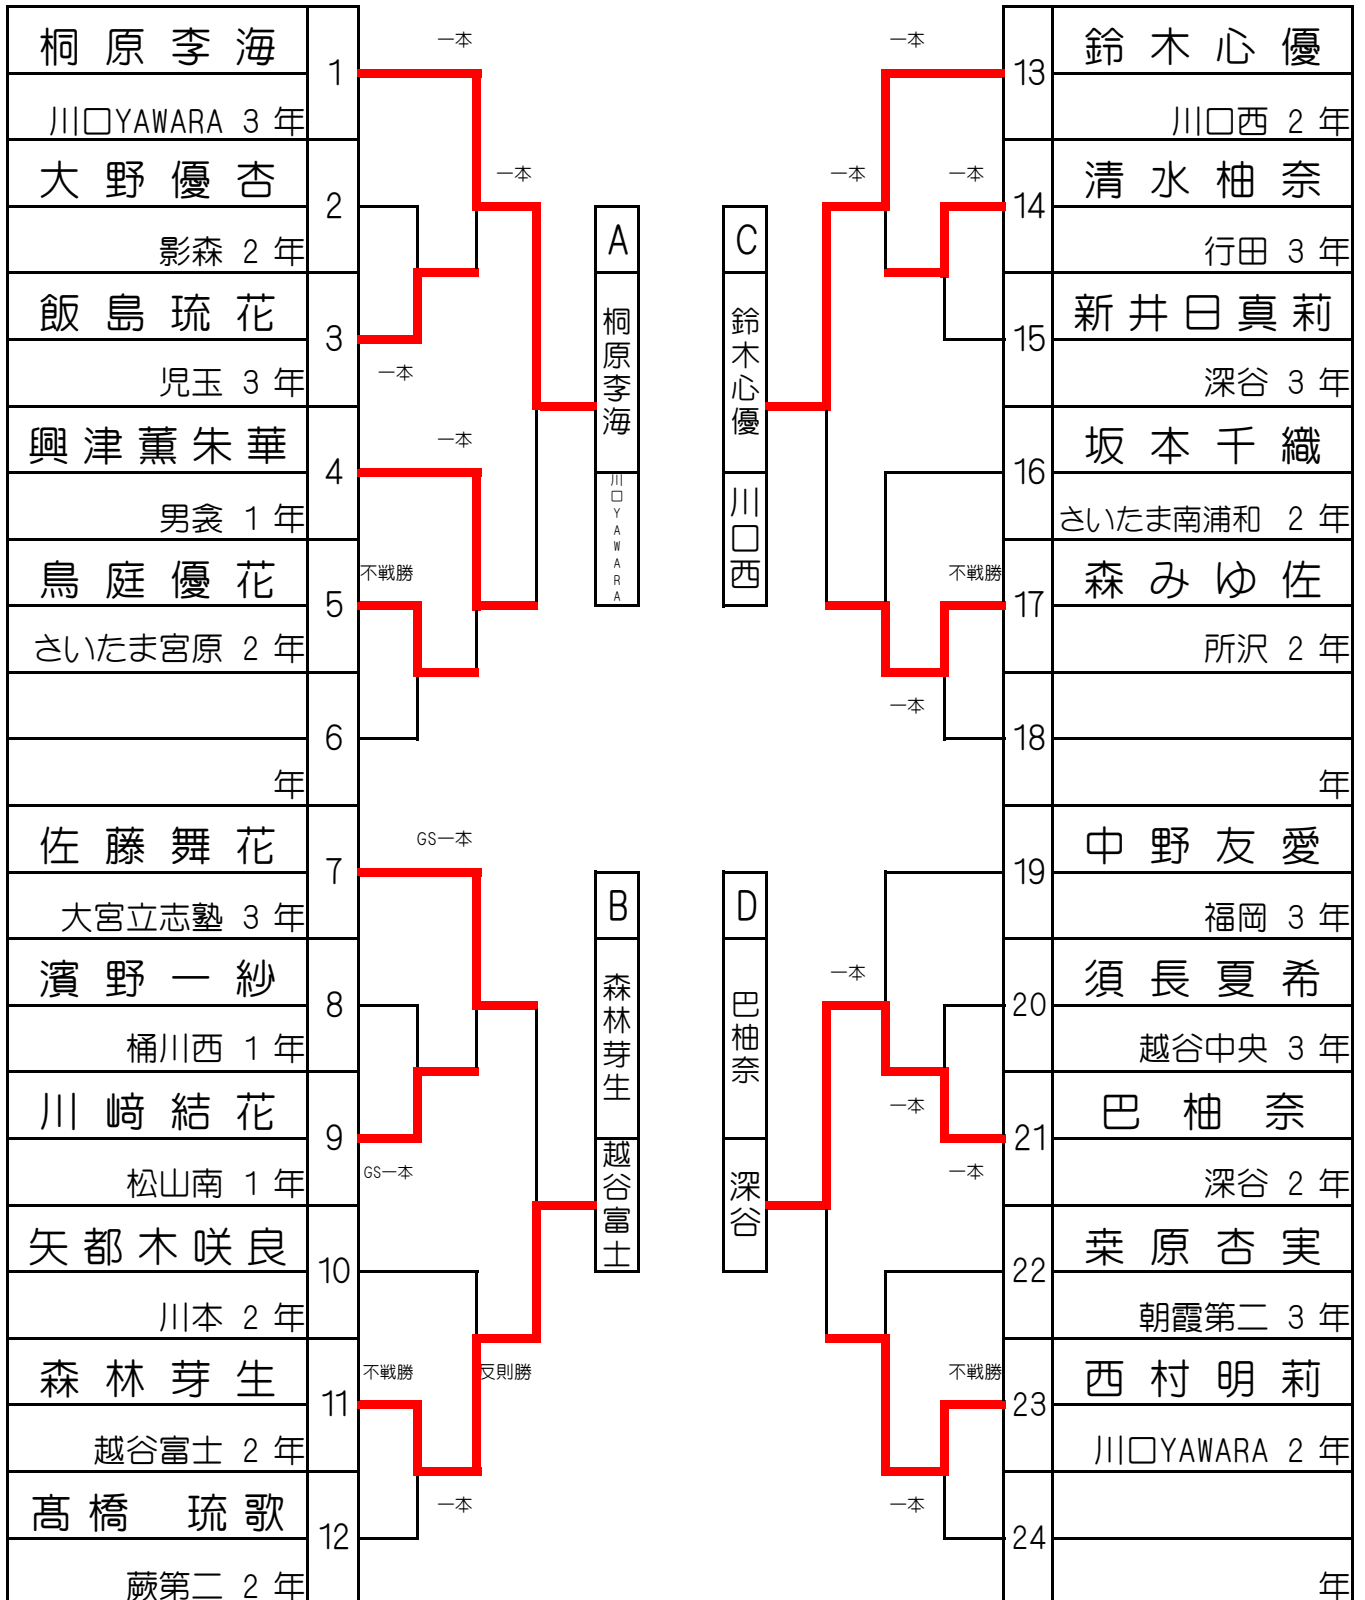 桐原李海
1
川口YAWARA 3 年
大野優杏
2
影森 2 年
飯島琉花
3
児玉 3 年
興津薫朱華
4
男衾 1 年
鳥庭優花
5
さいたま宮原 2 年
6
年
佐藤舞花
7
大宮立志塾 3 年
濱野一紗
8
桶川西 1 年
川﨑結花
9
松山南 1 年
矢都木咲良
10
川本 2 年
森林芽生
11
越谷富士 2 年
髙橋 琉歌
12
蕨第二 2 年
一本
一本
一本
一本
不戦勝
GS一本
GS一本
不戦勝
反則勝
一本
A
桐原李海
川口YAWARA
B
森林芽生
越谷富士
C
鈴木心優
川口西
D
巴柚奈
深谷
一本
一本
一本
不戦勝
一本
一本
一本
一本
不戦勝
一本
鈴木心優
13
川口西 2 年
清水柚奈
14
行田 3 年
新井日真莉
15
深谷 3 年
坂本千織
16
さいたま南浦和 2 年
森みゆ佐
17
所沢 2 年
18
年
中野友愛
19
福岡 3 年
須長夏希
20
越谷中央 3 年
巴柚奈
21
深谷 2 年
桒原杏実
22
朝霞第二 3 年
西村明莉
23
川口YAWARA 2 年
24
年